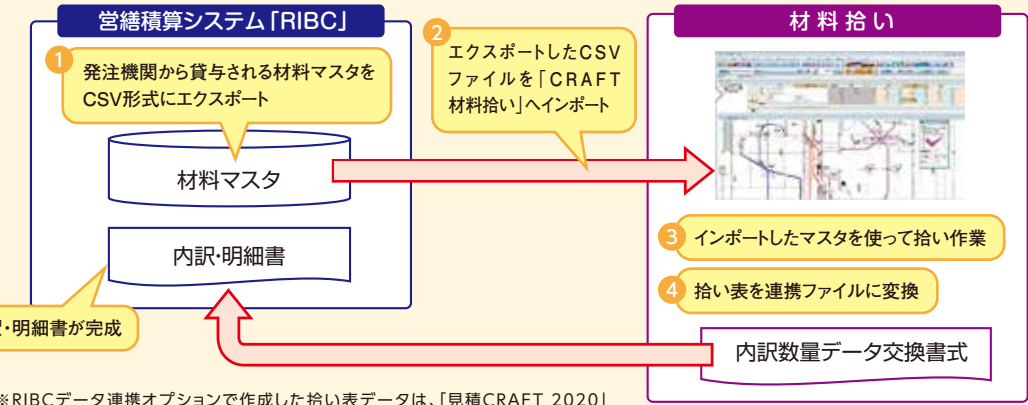 営繕積算システム「RIBC」
1
発注機関から貸与される材料マスタを
CSV形式にエクスポート
材料マスタ
内訳・明細書
・明細書が完成
2
エクスポートしたCSV
ファイルを「CRAFT
材料拾い」へインポート
材料拾い
3 インポートしたマスタを使って拾い作業
4 拾い表を連携ファイルに変換
内訳数量データ交換書式
※RIBCデータ連携オプションで作成した拾い表データは、「見積CRAFT 2020」